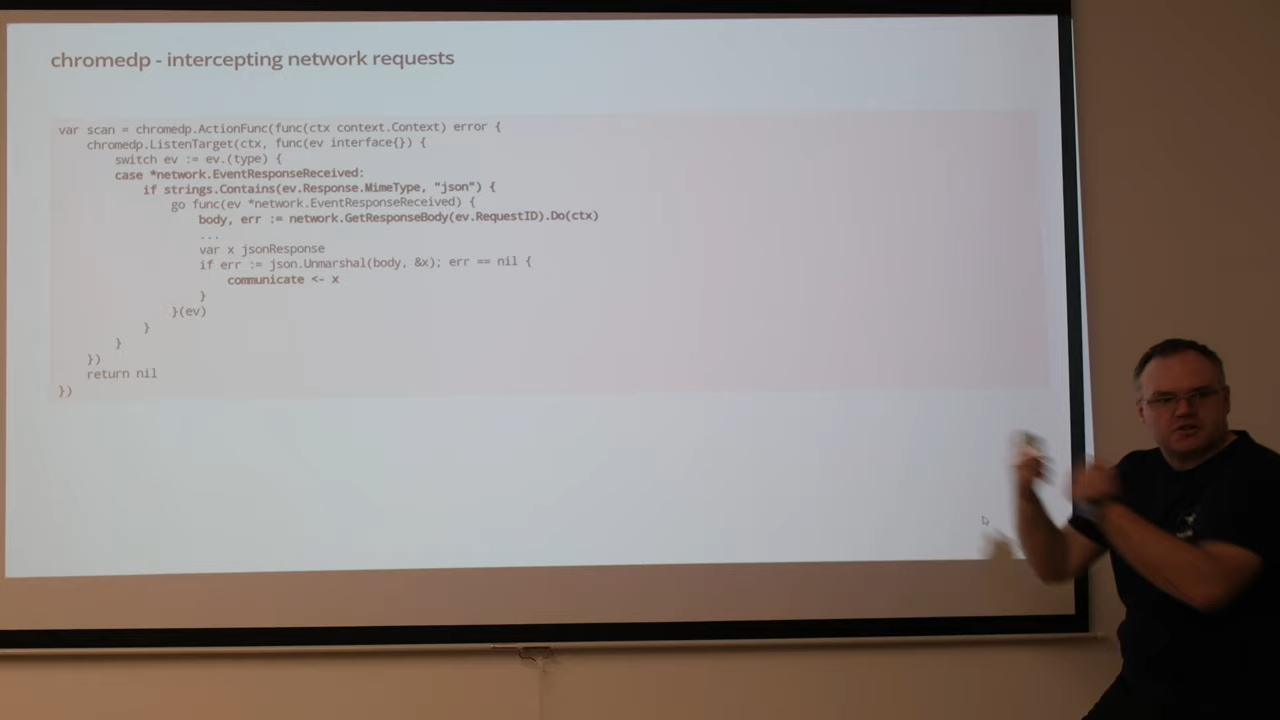 chromedp - intercepting network requests
var scan = chromedp.ActionFunc(func(ctx context.Context) error {
    chromedp.ListenTarget(ctx, func(ev interface{}) {
        switch ev := ev.(type) {
        case *network.EventResponseReceived:
            if strings.Contains(ev.Response.MimeType, "json") {
                go func(ev *network.EventResponseReceived) {
                    body, err := network.GetResponseBody(ev.RequestID).Do(ctx)
                    ...
                    var x jsonResponse
                    if err := json.Unmarshal(body, &x); err == nil {
                        communicate <- x
                    }
                }(ev)
            }
        }
    })
    return nil
})